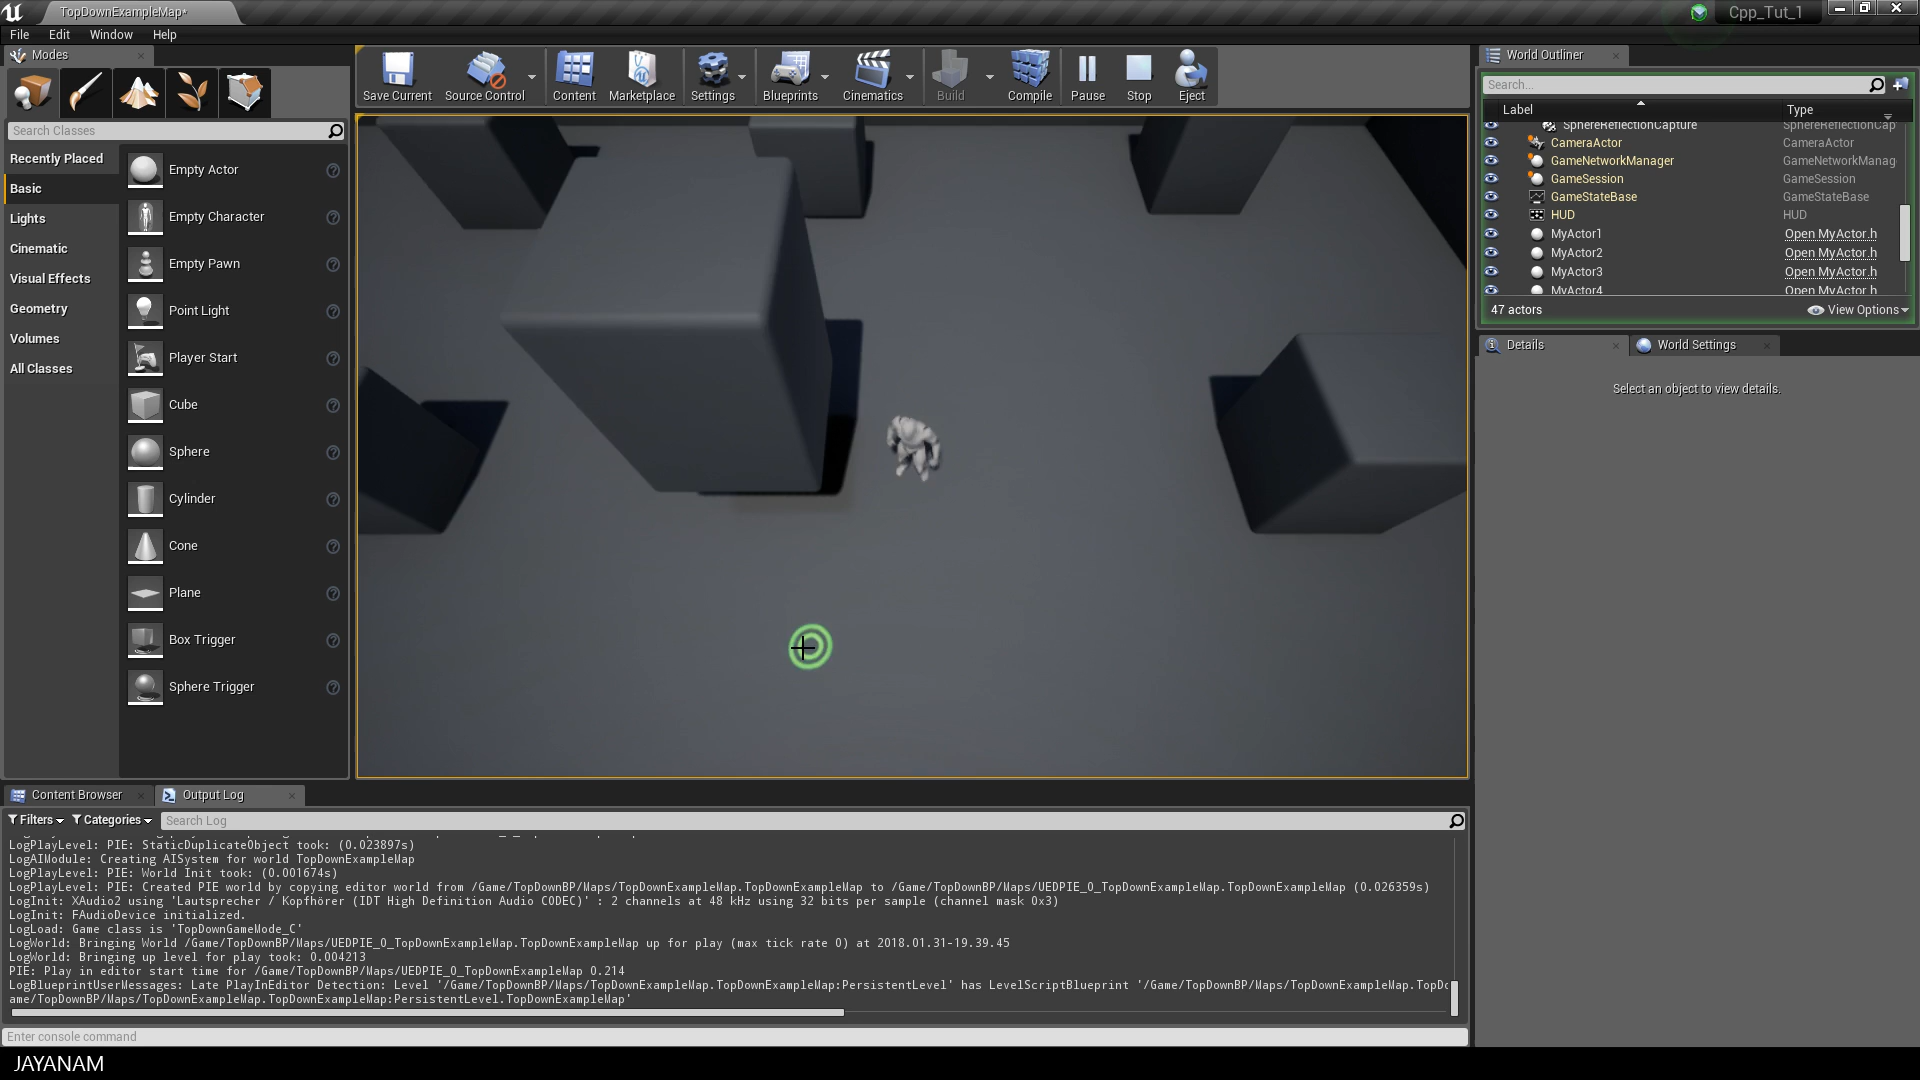 TopDownExampleMap*
Cpp_Tut_1
File Edit Window Help
Modes
Search Classes
Recently Placed
Basic
Lights
Cinematic
Visual Effects
Geometry
Volumes
All Classes
Empty Actor
Empty Character
Empty Pawn
Point Light
Player Start
Cube
Sphere
Cylinder
Cone
Plane
Box Trigger
Sphere Trigger
Save Current
Source Control
Content
Marketplace
Settings
Blueprints
Cinematics
Build
Compile
Pause
Stop
Eject
World Outliner
Search...
Label Type
SphereReflectionCapture SphereReflectionCap
CameraActor CameraActor
GameNetworkManager GameNetworkManag
GameSession GameSession
GameStateBase GameStateBase
HUD HUD
MyActor1 Open MyActor.h
MyActor2 Open MyActor.h
MyActor3 Open MyActor.h
MyActor4 Open MyActor.h
47 actors
View Options
Details
World Settings
Select an object to view details.
Content Browser
Output Log
Filters Categories Search Log
LogPlayLevel: PIE: StaticDuplicateObject took: (0.023897s)
LogAIModule: Creating AISystem for world TopDownExampleMap
LogPlayLevel: PIE: World Init took: (0.001674s)
LogPlayLevel: PIE: Created PIE world by copying editor world from /Game/TopDownBP/Maps/TopDownExampleMap.TopDownExampleMap to /Game/TopDownBP/Maps/UEDPIE_0_TopDownExampleMap.TopDownExampleMap (0.026359s)
LogInit: XAudio2 using 'Lautsprecher / Kopfhörer (IDT High Definition Audio CODEC)' : 2 channels at 48 kHz using 32 bits per sample (channel mask 0x3)
LogInit: FAudioDevice initialized.
LogLoad: Game class is 'TopDownGameMode_C'
LogWorld: Bringing World /Game/TopDownBP/Maps/UEDPIE_0_TopDownExampleMap.TopDownExampleMap up for play (max tick rate 0) at 2018.01.31-19.39.45
LogWorld: Bringing up level for play took: 0.004213
PIE: Play in editor start time for /Game/TopDownBP/Maps/UEDPIE_0_TopDownExampleMap 0.214
LogBlueprintUserMessages: Late PlayInEditor Detection: Level '/Game/TopDownBP/Maps/TopDownExampleMap.TopDownExampleMap:PersistentLevel' has LevelScriptBlueprint '/Game/TopDownBP/Maps/TopDownExampleMap.TopDo
ame/TopDownBP/Maps/TopDownExampleMap.TopDownExampleMap:PersistentLevel.TopDownExampleMap'
Enter console command
JAYANAM